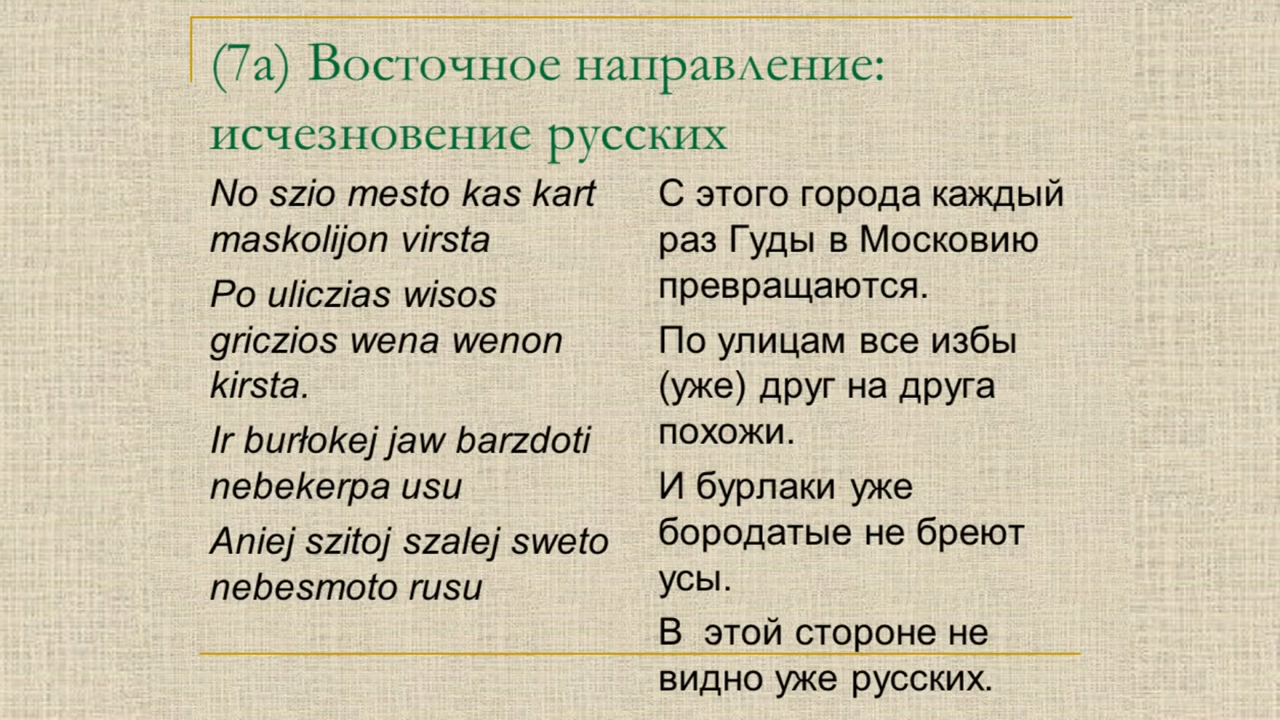 (7а) Восточное направление:
исчезновение русских
No szio mesto kas kart
maskolijon virsta
Po uliczias wisos
griczios wena wenon
kirsta.
Ir burłokej jaw barzdoti
nebekerpa usu
Aniej szitoj szalej sweto
nebesmoto rusu
С этого города каждый
раз Гуды в Московию
превращаются.
По улицам все избы
(уже) друг на друга
похожи.
И бурлаки уже
бородатые не бреют
усы.
В  этой стороне не
видно уже русских.